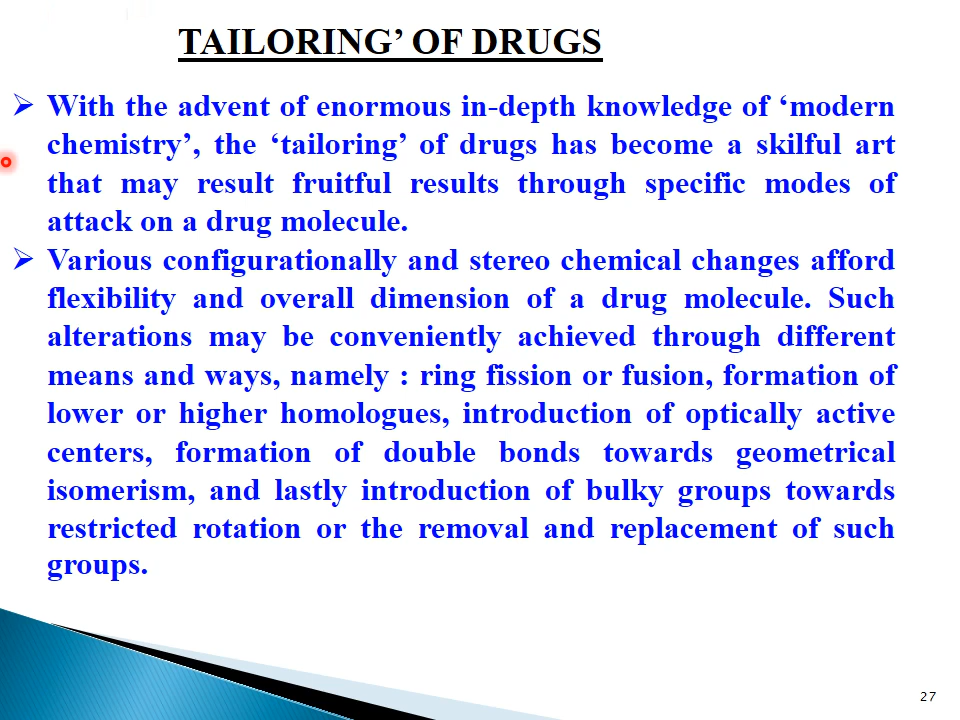 TAILORING’ OF DRUGS
➢ With the advent of enormous in-depth knowledge of ‘modern
chemistry’, the ‘tailoring’ of drugs has become a skilful art
that may result fruitful results through specific modes of
attack on a drug molecule.
➢ Various configurationally and stereo chemical changes afford
flexibility and overall dimension of a drug molecule. Such
alterations may be conveniently achieved through different
means and ways, namely : ring fission or fusion, formation of
lower or higher homologues, introduction of optically active
centers, formation of double bonds towards geometrical
isomerism, and lastly introduction of bulky groups towards
restricted rotation or the removal and replacement of such
groups.
27